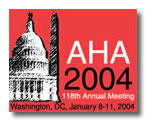 AHA
2004
118th Annual Meeting
Washington, DC, January 8-11, 2004